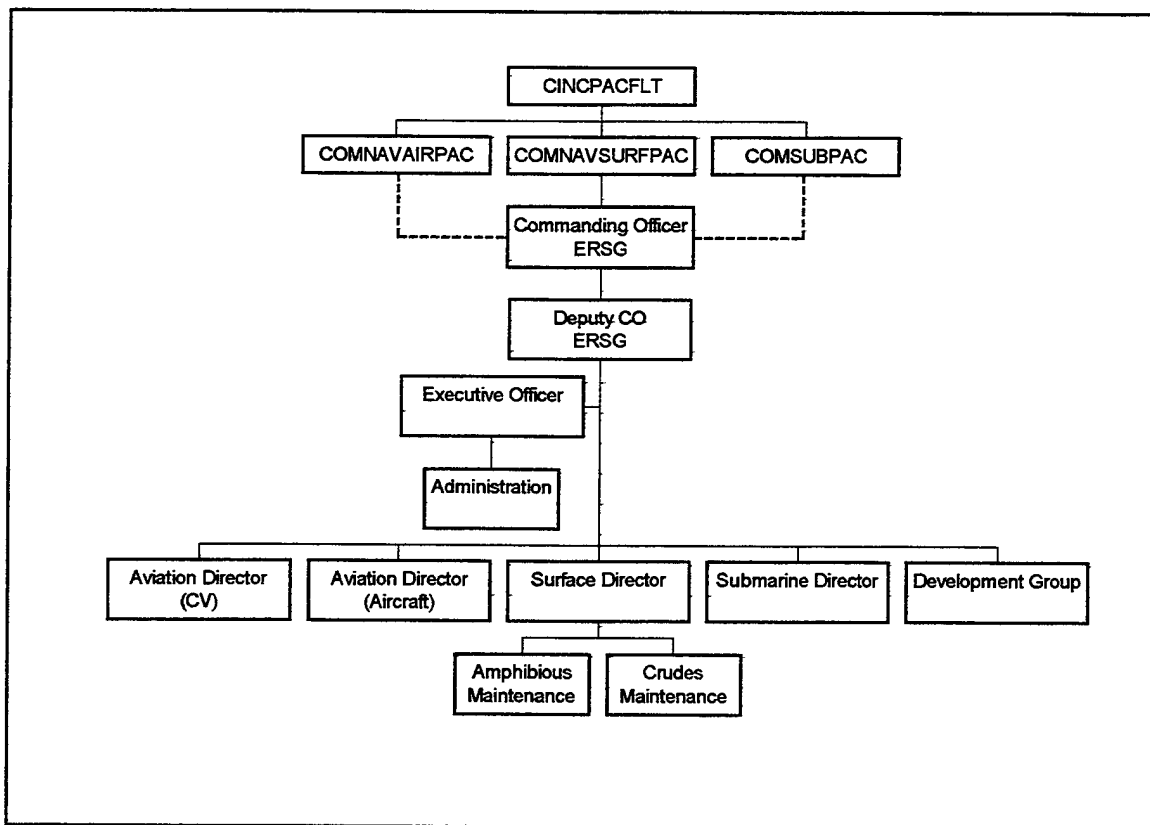 CINCPACFLT
COMNAVAIRPAC
COMNAVSURFPAC
COMSUBPAC
Commanding Officer
ERSG
Deputy CO
ERSG
Executive Officer
Administration
Aviation Director
(CV)
Aviation Director
(Aircraft)
Surface Director
Submarine Director
Development Group
Amphibious
Maintenance
Crudes
Maintenance